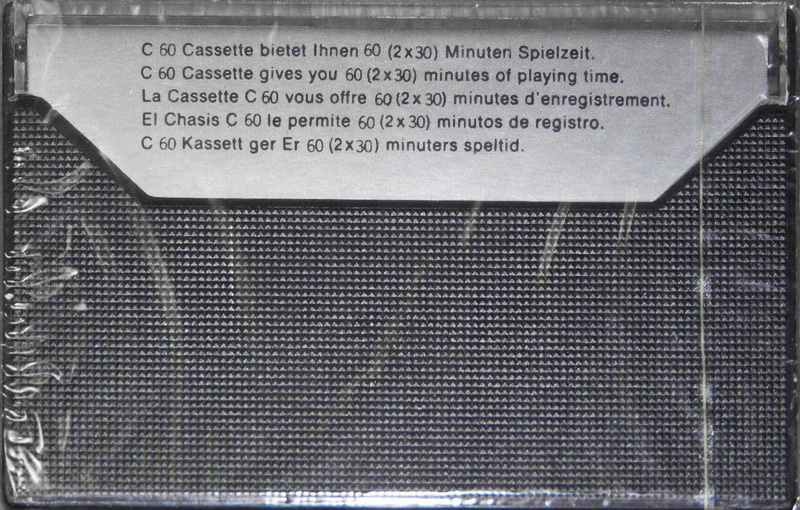 C 60 Cassette bietet Ihnen 60 (2x30) Minuten Spielzeit.
C 60 Cassette gives you 60 (2x30) minutes of playing time.
La Cassette C 60 vous offre 60 (2x30) minutes d'enregistrement.
El Chasis C 60 le permite 60 (2x30) minutos de registro.
C 60 Kassett ger Er 60 (2x30) minuters speltid.